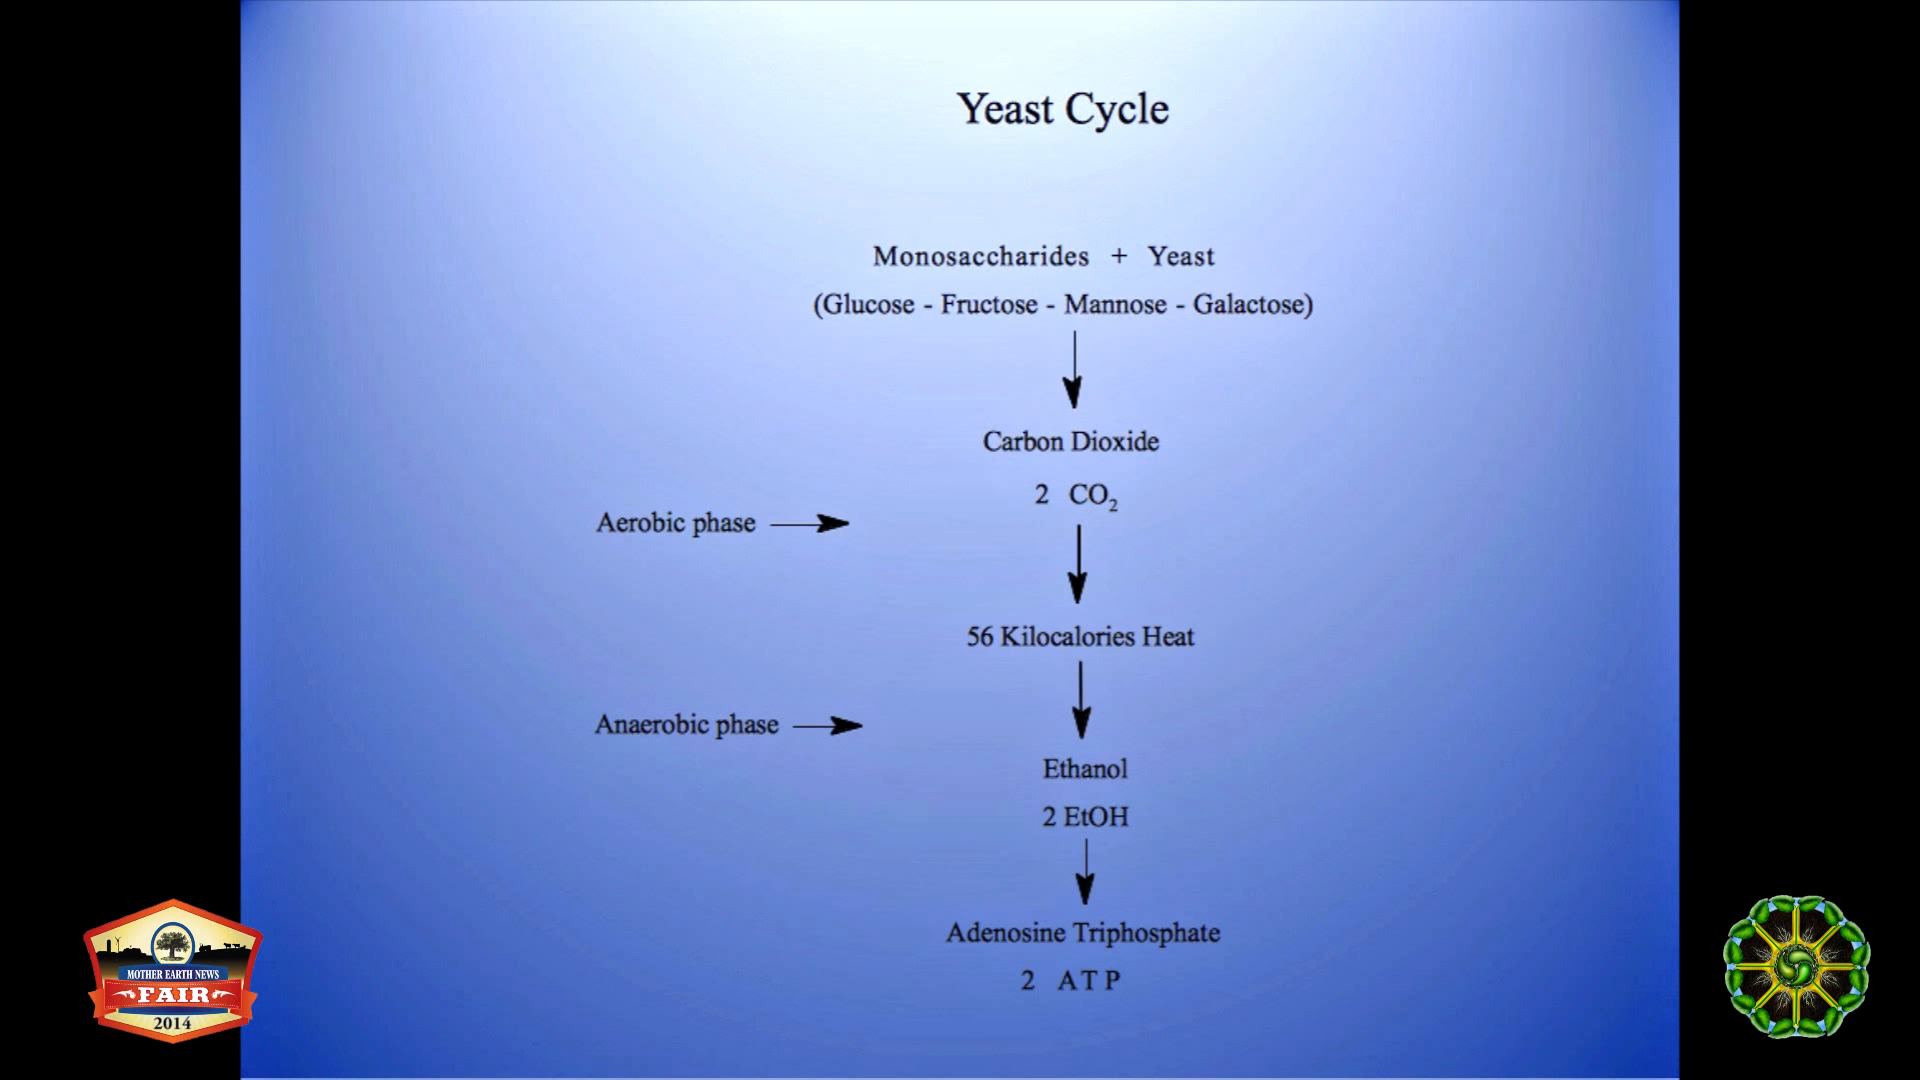 Yeast Cycle
Monosaccharides + Yeast
(Glucose - Fructose - Mannose - Galactose)
Carbon Dioxide
2 CO₂
Aerobic phase
56 Kilocalories Heat
Anaerobic phase
Ethanol
2 EtOH
Adenosine Triphosphate
2 A T P
MOTHER EARTH NEWS
FAIR
2014